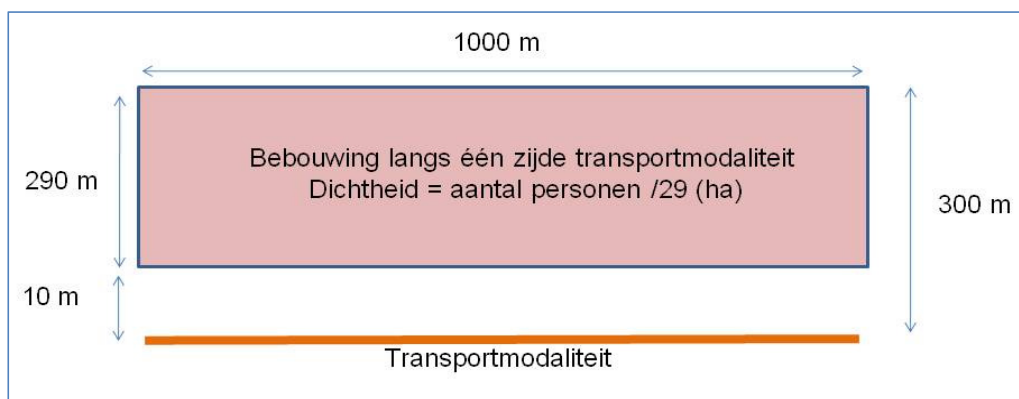 1000 m
Bebouwing langs één zijde transportmodaliteit
Dichtheid = aantal personen /29 (ha)
290 m
300 m
10 m
Transportmodaliteit